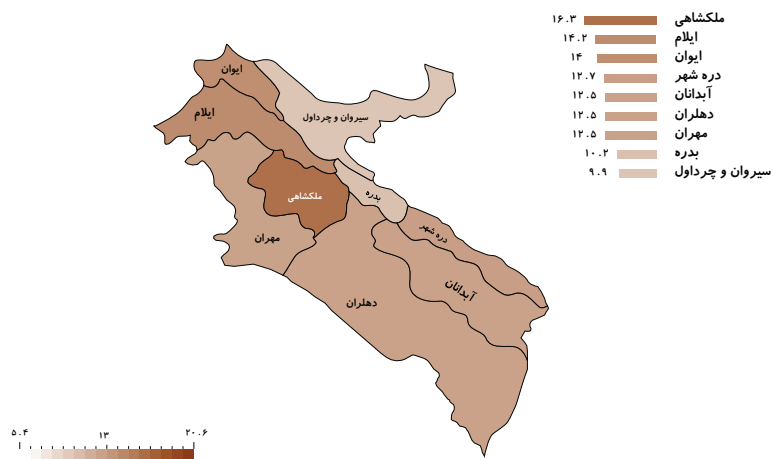 ملکشاهی ۱۶.۳
ایلام ۱۴.۲
ایوان ۱۴
دره شهر ۱۲.۷
آبدانان ۱۲.۵
دهلران ۱۲.۵
مهران ۱۲.۵
بدره ۱۰.۲
سیروان و چرداول ۹.۹
ایوان
ایلام
سیروان و چرداول
ملکشاهی
بدره
مهران
دره شهر
آبدانان
دهلران
۵.۴ ۱۳ ۲۰.۶